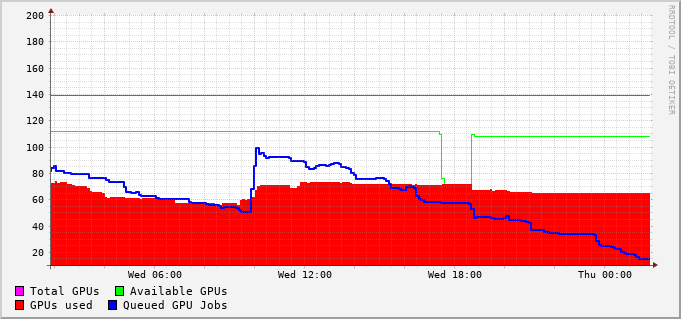 200
180
160
140
120
100
80
60
40
20
Wed 06:00 Wed 12:00 Wed 18:00 Thu 00:00
Total GPUs Available GPUs
GPUs used Queued GPU Jobs
RRDTOOL / TOBI OETIKER